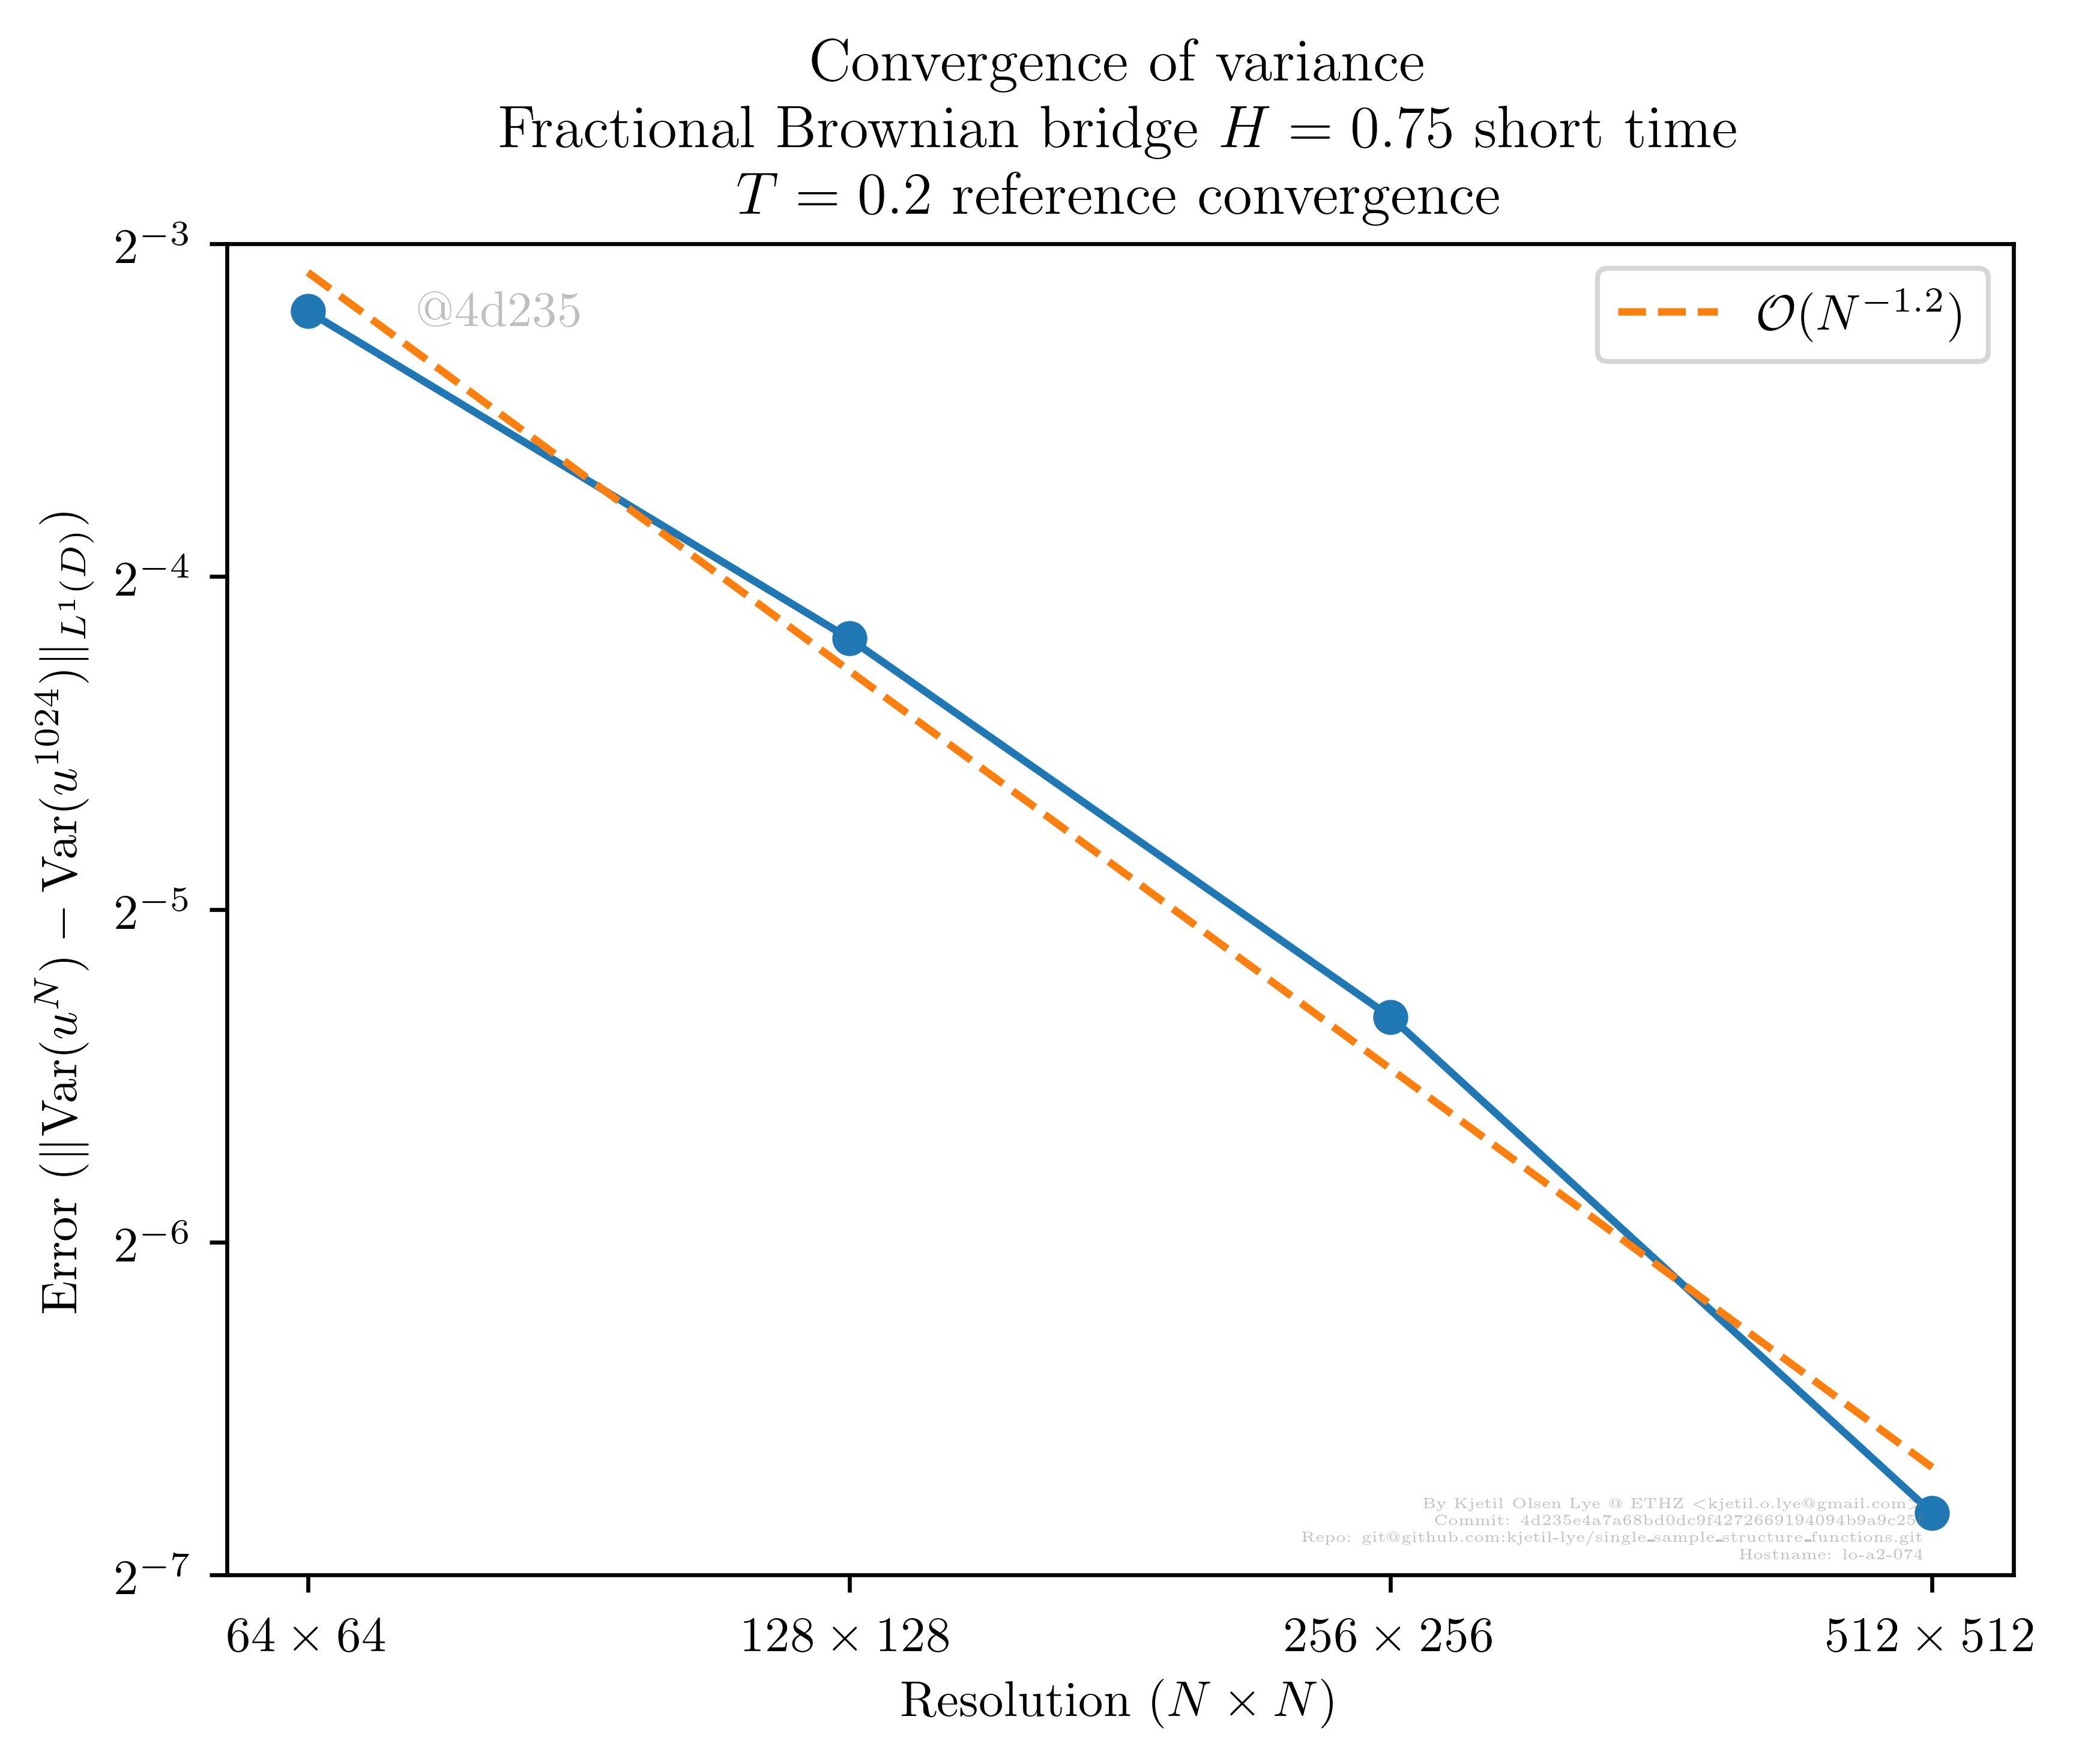 Convergence of variance
Fractional Brownian bridge H = 0.75 short time
T = 0.2 reference convergence
2⁻³
@4d235
𝒪(N⁻¹·²)
2⁻⁴
2⁻⁵
2⁻⁶
2⁻⁷
Error (‖Var(uᴺ) − Var(u¹⁰²⁴)‖_{L¹(D)})
By Kjetil Olsen Lye @ ETHZ <kjetil.o.lye@gmail.com>
Commit: 4d235e4a7a68bd0dc9f4272669194094b9a9c25
Repo: git@github.com:kjetil-lye/single_sample_structure_functions.git
Hostname: lo-a2-074
64 × 64
128 × 128
256 × 256
512 × 512
Resolution (N × N)